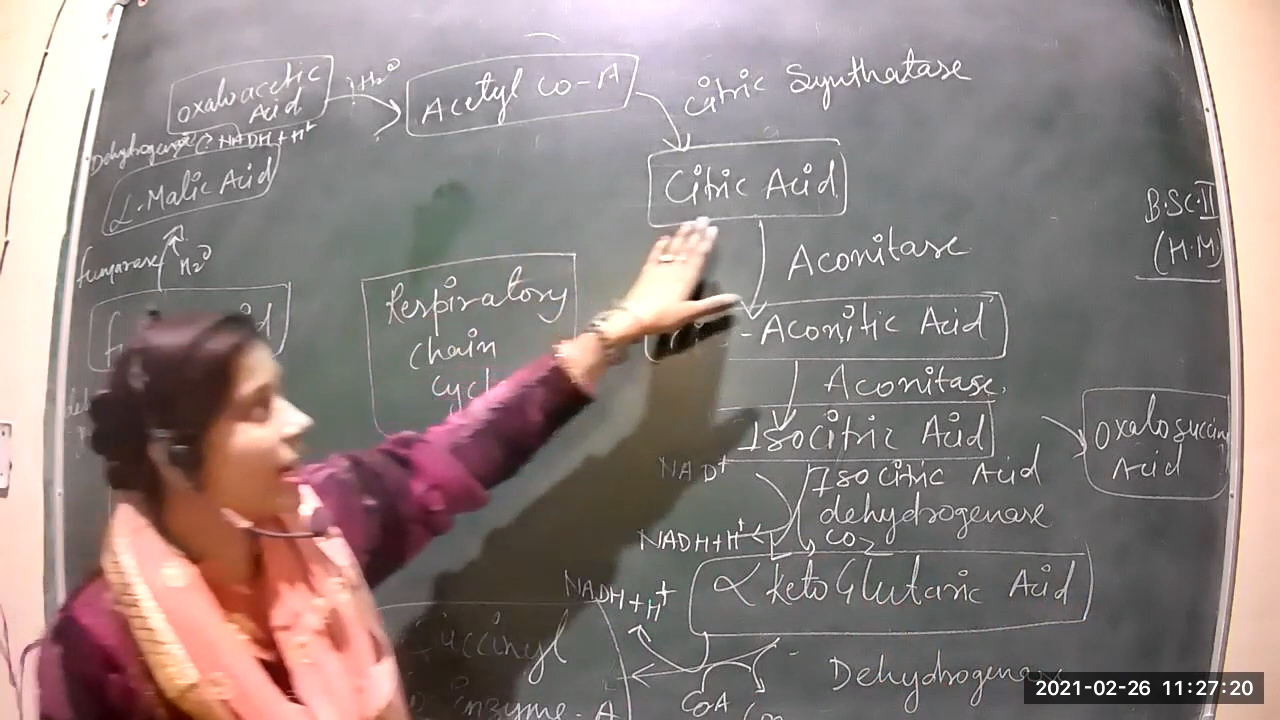 Oxaloacetic
Acid
H2O
Acetyl Co-A
Citric Synthatase
Dehydrogenase
NADH + H+
L-Malic Acid
Citric Acid
B.SC.II
(H.M)
fumarase
H2O
Aconitase
Respiratory
Chain
- Aconitic Acid
Aconitase
Isocitric Acid
Oxalosuccinic
Acid
NAD+
Isocitic Acid
dehydrogenase
NADH + H+
CO2
NADH + H+
α keto Glutaric Acid
Succinyl
Dehydrogenase
CoA
enzyme - A
2021-02-26 11:27:20